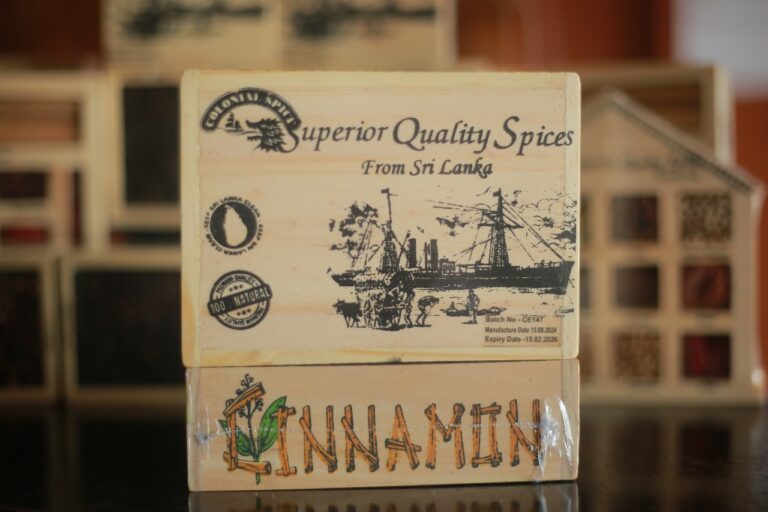 COLONIAL SPICE
Superior Quality Spices
From Sri Lanka
100 NATURAL
Batch No - CE147
Manufacture Date 15.08.2024
Expiry Date -15.02.2026
CINNAMON